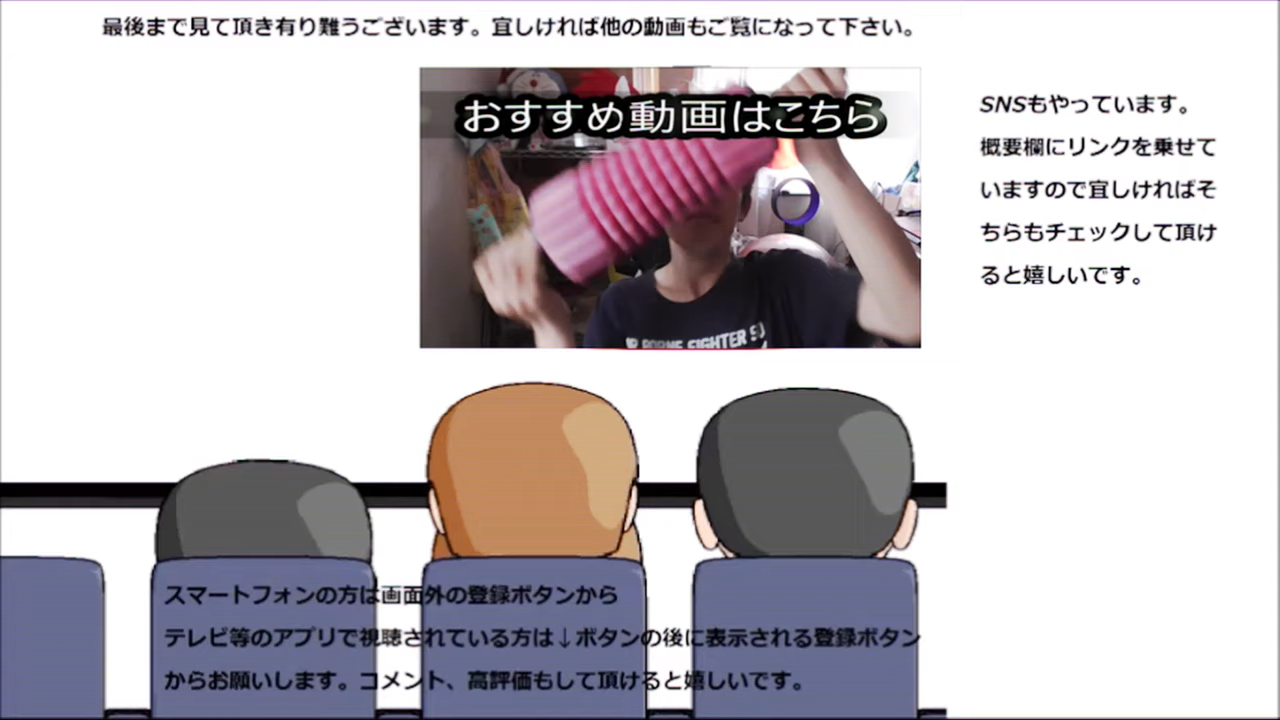 最後まで見て頂き有り難うございます。宜しければ他の動画もご覧になって下さい。
おすすめ動画はこちら
SNSもやっています。
概要欄にリンクを乗せて
いますので宜しければそ
ちらもチェックして頂け
ると嬉しいです。
FIGHTER
スマートフォンの方は画面外の登録ボタンから
テレビ等のアプリで視聴されている方は↓ボタンの後に表示される登録ボタン
からお願いします。コメント、高評価もして頂けると嬉しいです。